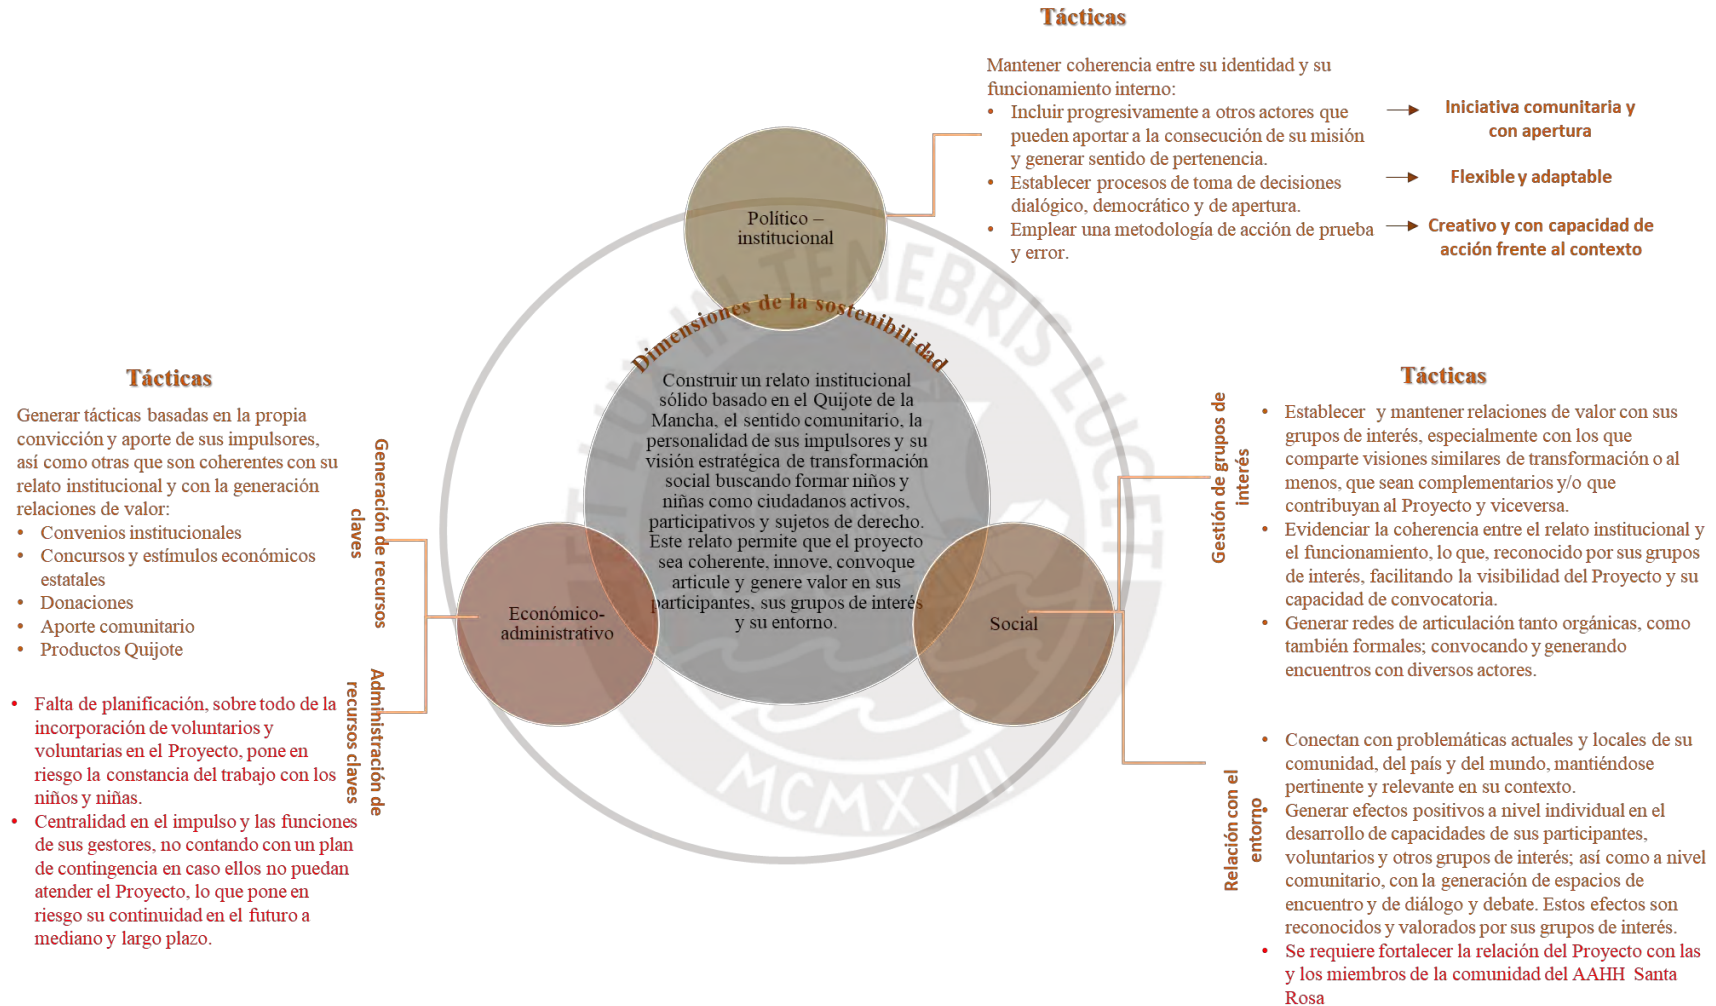 Tácticas
Mantener coherencia entre su identidad y su
funcionamiento interno:
• Incluir progresivamente a otros actores que
pueden aportar a la consecución de su misión
y generar sentido de pertenencia.
• Establecer procesos de toma de decisiones
dialógico, democrático y de apertura.
• Emplear una metodología de acción de prueba
y error.
Iniciativa comunitaria y
con apertura
Flexible y adaptable
Creativo y con capacidad de
acción frente al contexto
Político –
institucional
Dimensiones de la sostenibilidad
Construir un relato institucional
sólido basado en el Quijote de la
Mancha, el sentido comunitario, la
personalidad de sus impulsores y su
visión estratégica de transformación
social buscando formar niños y
niñas como ciudadanos activos,
participativos y sujetos de derecho.
Este relato permite que el proyecto
sea coherente, innove, convoque
articule y genere valor en sus
participantes, sus grupos de interés
y su entorno.
Económico-
administrativo
Social
Tácticas
Generar tácticas basadas en la propia
convicción y aporte de sus impulsores,
así como otras que son coherentes con su
relato institucional y con la generación
relaciones de valor:
• Convenios institucionales
• Concursos y estímulos económicos
estatales
• Donaciones
• Aporte comunitario
• Productos Quijote
Generación de recursos
claves
• Falta de planificación, sobre todo de la
incorporación de voluntarios y
voluntarias en el Proyecto, pone en
riesgo la constancia del trabajo con los
niños y niñas.
• Centralidad en el impulso y las funciones
de sus gestores, no contando con un plan
de contingencia en caso ellos no puedan
atender el Proyecto, lo que pone en
riesgo su continuidad en el futuro a
mediano y largo plazo.
Administración de
recursos claves
Tácticas
Gestión de grupos de
interés
• Establecer y mantener relaciones de valor con sus
grupos de interés, especialmente con los que
comparte visiones similares de transformación o al
menos, que sean complementarios y/o que
contribuyan al Proyecto y viceversa.
• Evidenciar la coherencia entre el relato institucional y
el funcionamiento, lo que, reconocido por sus grupos
de interés, facilitando la visibilidad del Proyecto y su
capacidad de convocatoria.
• Generar redes de articulación tanto orgánicas, como
también formales; convocando y generando
encuentros con diversos actores.
Relación con el
entorno
• Conectan con problemáticas actuales y locales de su
comunidad, del país y del mundo, manteniéndose
pertinente y relevante en su contexto.
• Generar efectos positivos a nivel individual en el
desarrollo de capacidades de sus participantes,
voluntarios y otros grupos de interés; así como a nivel
comunitario, con la generación de espacios de
encuentro y de diálogo y debate. Estos efectos son
reconocidos y valorados por sus grupos de interés.
• Se requiere fortalecer la relación del Proyecto con las
y los miembros de la comunidad del AAHH Santa
Rosa
ET LUX IN TENEBRIS LUCET
MCMXVII